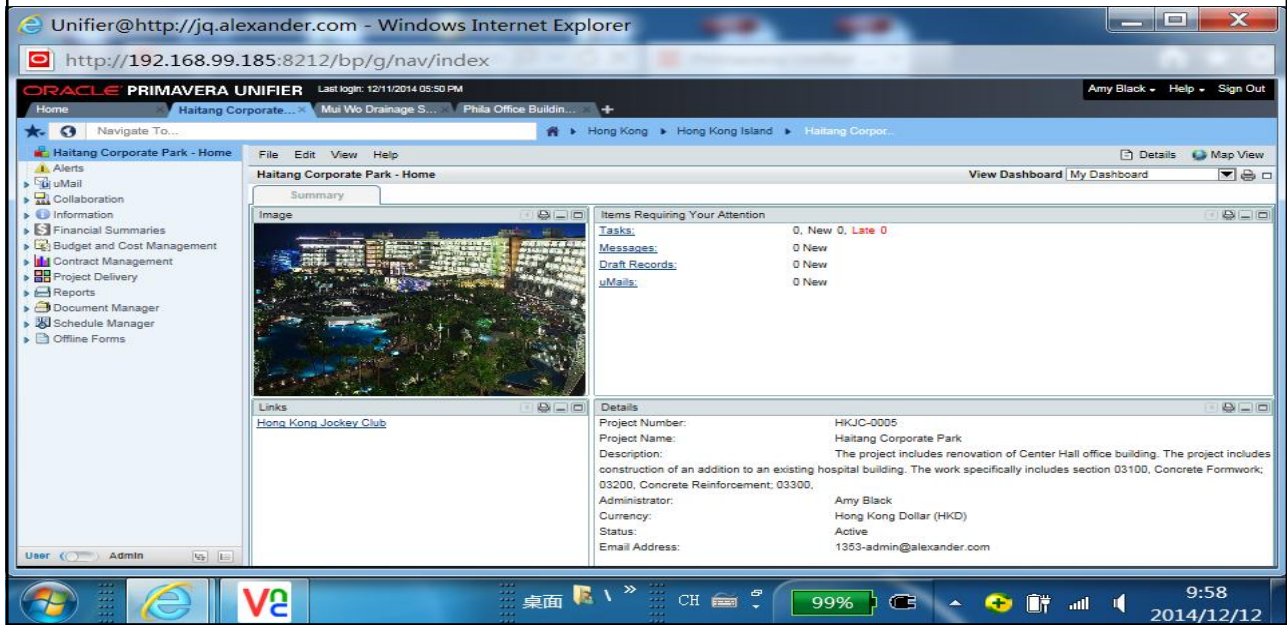 Unifier@http://jq.alexander.com - Windows Internet Explorer
http://192.168.99.185:8212/bp/g/nav/index
ORACLE PRIMAVERA UNIFIER Last login: 12/11/2014 05:50 PM Amy Black Help Sign Out
Home Haitang Corporate... Mui Wo Drainage S... Phila Office Buildin...
Navigate To... Hong Kong Hong Kong Island Haitang Corpor...
Haitang Corporate Park - Home
Alerts
uMail
Collaboration
Information
Financial Summaries
Budget and Cost Management
Contract Management
Project Delivery
Reports
Document Manager
Schedule Manager
Offline Forms
User Admin
File Edit View Help Details Map View
Haitang Corporate Park - Home View Dashboard My Dashboard
Summary
Image
Items Requiring Your Attention
Tasks: 0, New 0, Late 0
Messages: 0 New
Draft Records: 0 New
uMails: 0 New
Links
Hong Kong Jockey Club
Details
Project Number: HKJC-0005
Project Name: Haitang Corporate Park
Description: The project includes renovation of Center Hall office building. The project includes
construction of an addition to an existing hospital building. The work specifically includes section 03100, Concrete Formwork;
03200, Concrete Reinforcement; 03300,
Administrator: Amy Black
Currency: Hong Kong Dollar (HKD)
Status: Active
Email Address: 1353-admin@alexander.com
桌面 CH 99% 9:58
2014/12/12